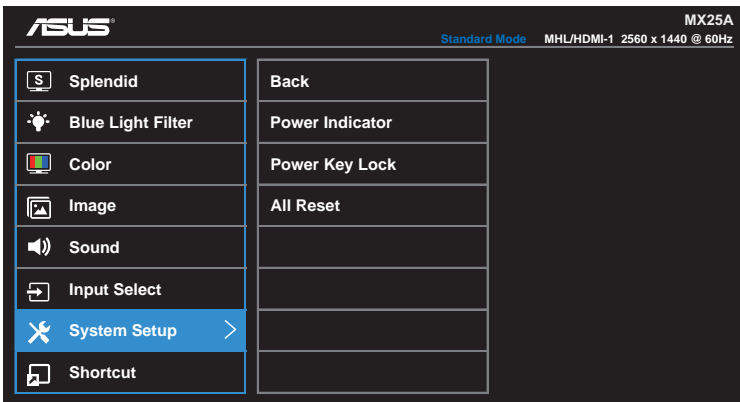 ASUS
MX25A
Standard Mode MHL/HDMI-1 2560 x 1440 @ 60Hz
S Splendid
Blue Light Filter
Color
Image
Sound
Input Select
System Setup
Shortcut
Back
Power Indicator
Power Key Lock
All Reset